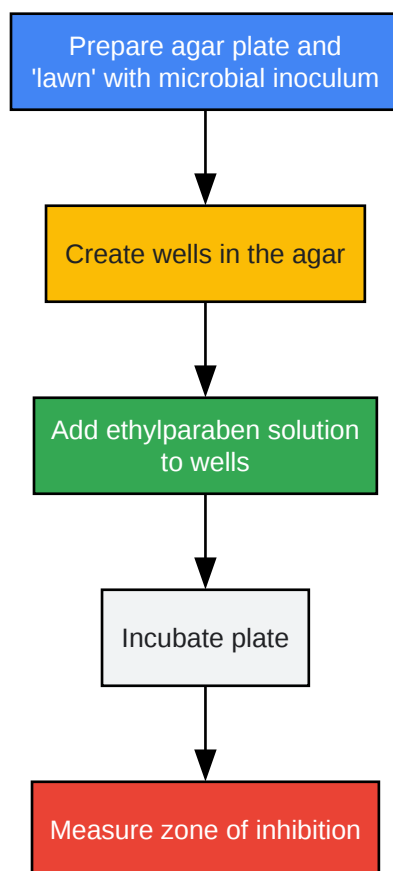 Prepare agar plate and
'lawn' with microbial inoculum
Create wells in the agar
Add ethylparaben solution
to wells
Incubate plate
Measure zone of inhibition